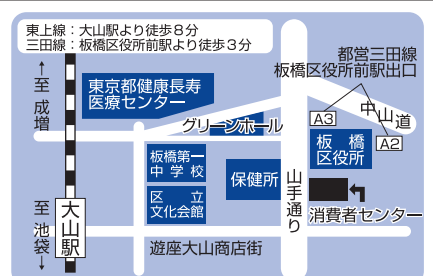 東上線：大山駅より徒歩８分
三田線：板橋区役所前駅より徒歩３分
都営三田線
板橋区役所前駅出口
↑至 成増
東京都健康長寿
医療センター
中山道
A3
A2
グリーンホール
板橋
区役所
板橋第一
中学校
保健所
山手通り
区立
文化会館
消費者センター
大山駅
至 池袋↓
遊座大山商店街